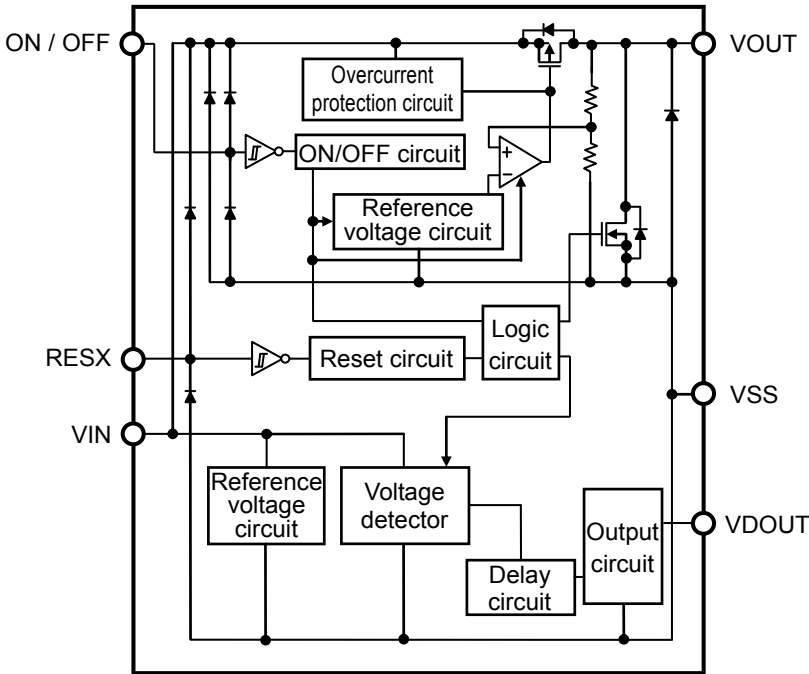 ON / OFF
VOUT
Overcurrent
protection circuit
+
−
ON/OFF circuit
Reference
voltage circuit
Logic
circuit
RESX
Reset circuit
VSS
VIN
Reference
voltage
circuit
Voltage
detector
Output
circuit
VDOUT
Delay
circuit